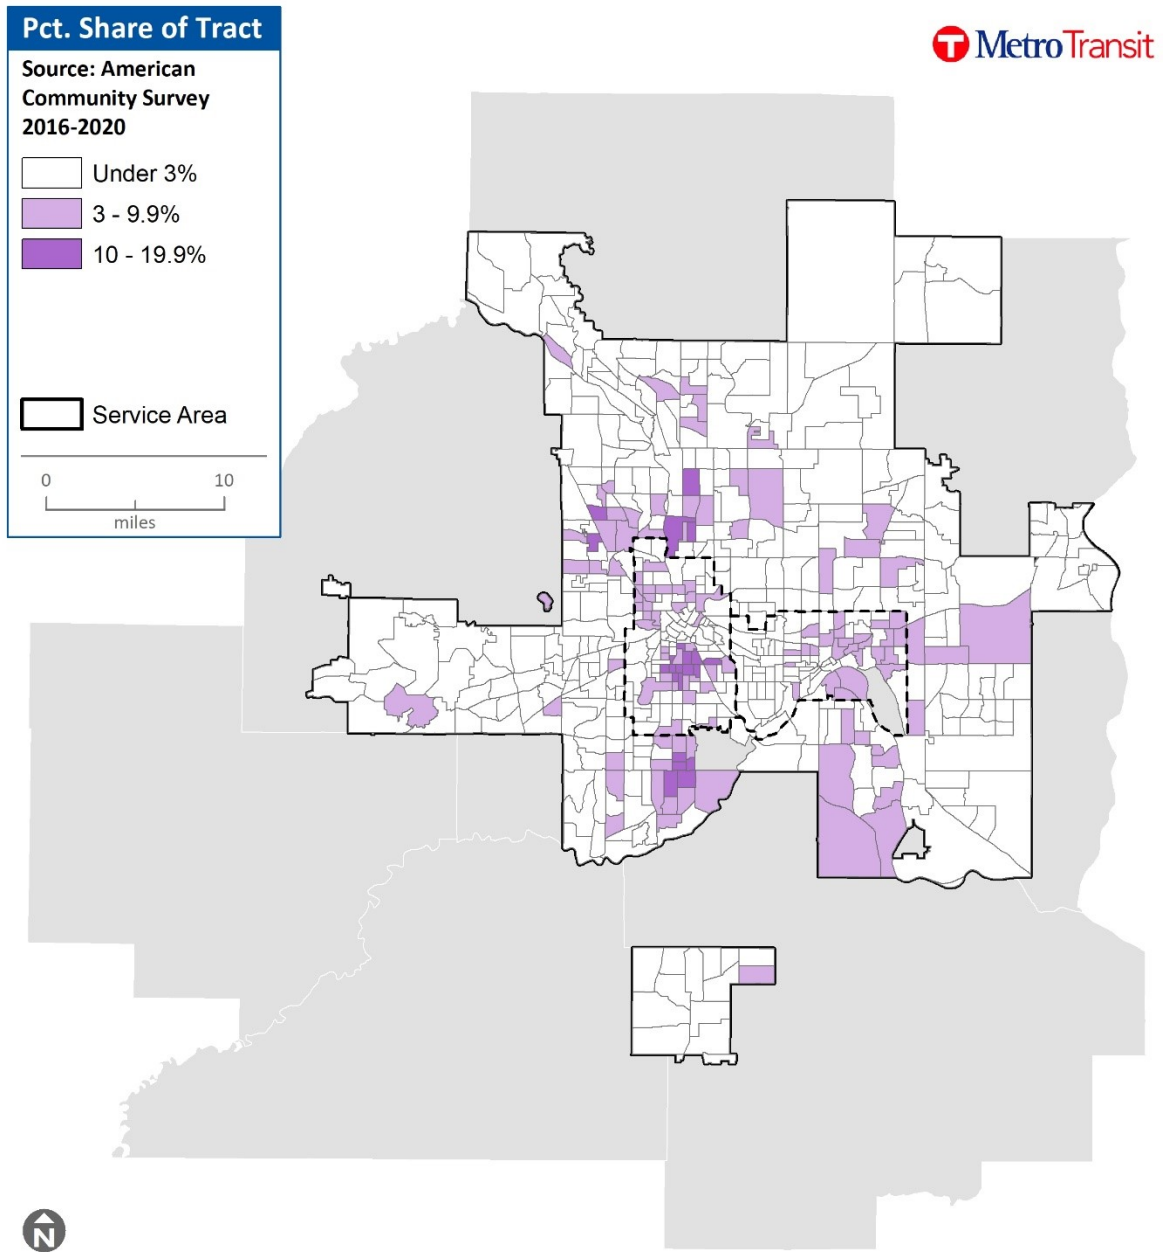 Pct. Share of Tract
Source: American
Community Survey
2016-2020
Under 3%
3 - 9.9%
10 - 19.9%
Service Area
0 10
miles
T MetroTransit
N